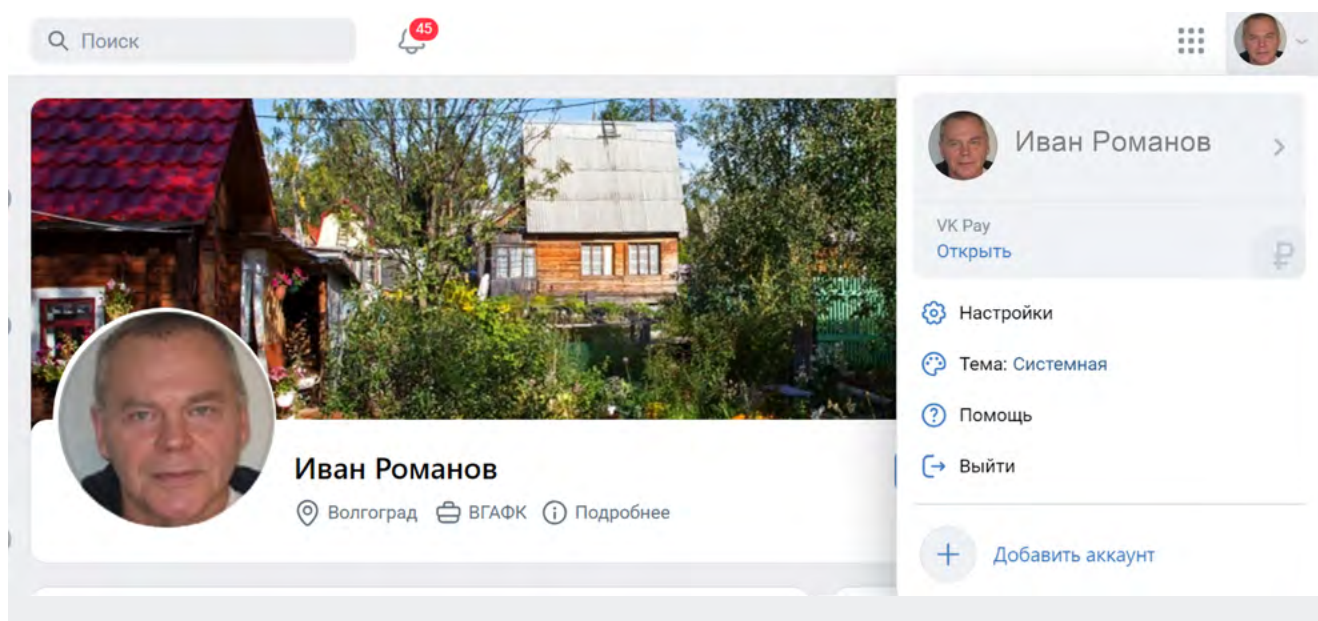 Поиск
45
Иван Романов
VK Pay
Открыть
Настройки
Тема: Системная
Помощь
Выйти
Добавить аккаунт
Иван Романов
Волгоград ВГАФК Подробнее